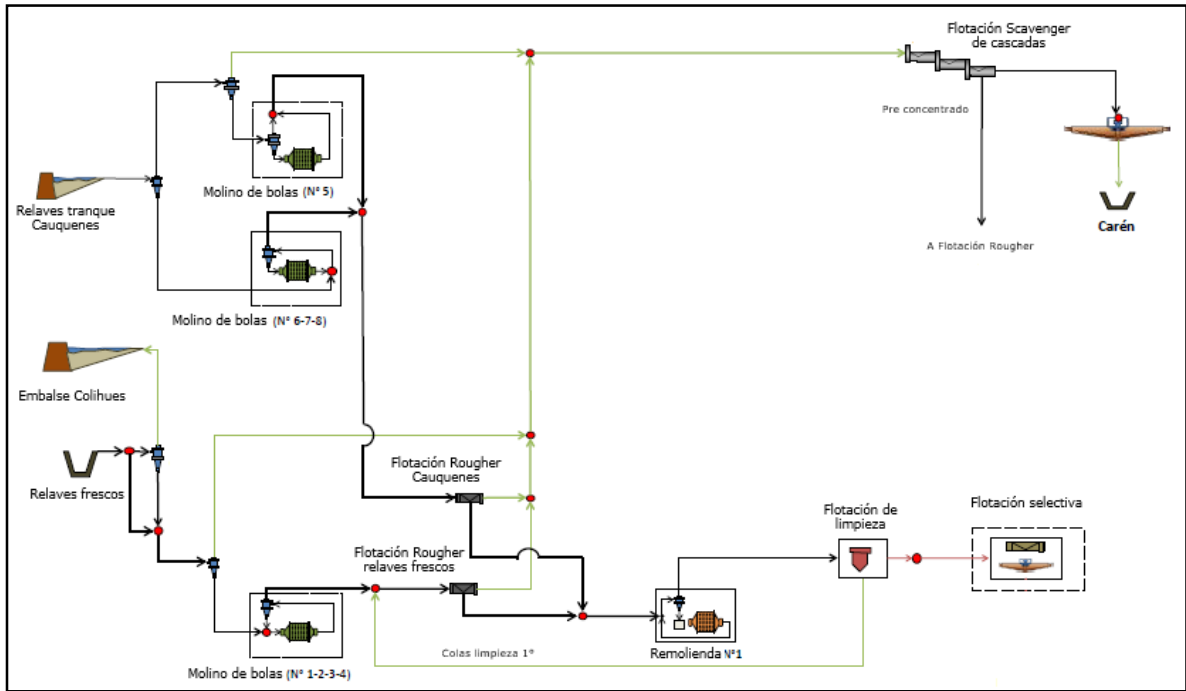 Flotación Scavenger
de cascadas
Pre concentrado
Molino de bolas (N° 5)
Relaves tranque
Cauquenes
Carén
A Flotación Rougher
Molino de bolas (N° 6-7-8)
Embalse Colihues
Relaves frescos
Flotación Rougher
Cauquenes
Flotación de
limpieza
Flotación selectiva
Flotación Rougher
relaves frescos
Colas limpieza 1°
Remolienda N°1
Molino de bolas (N° 1-2-3-4)